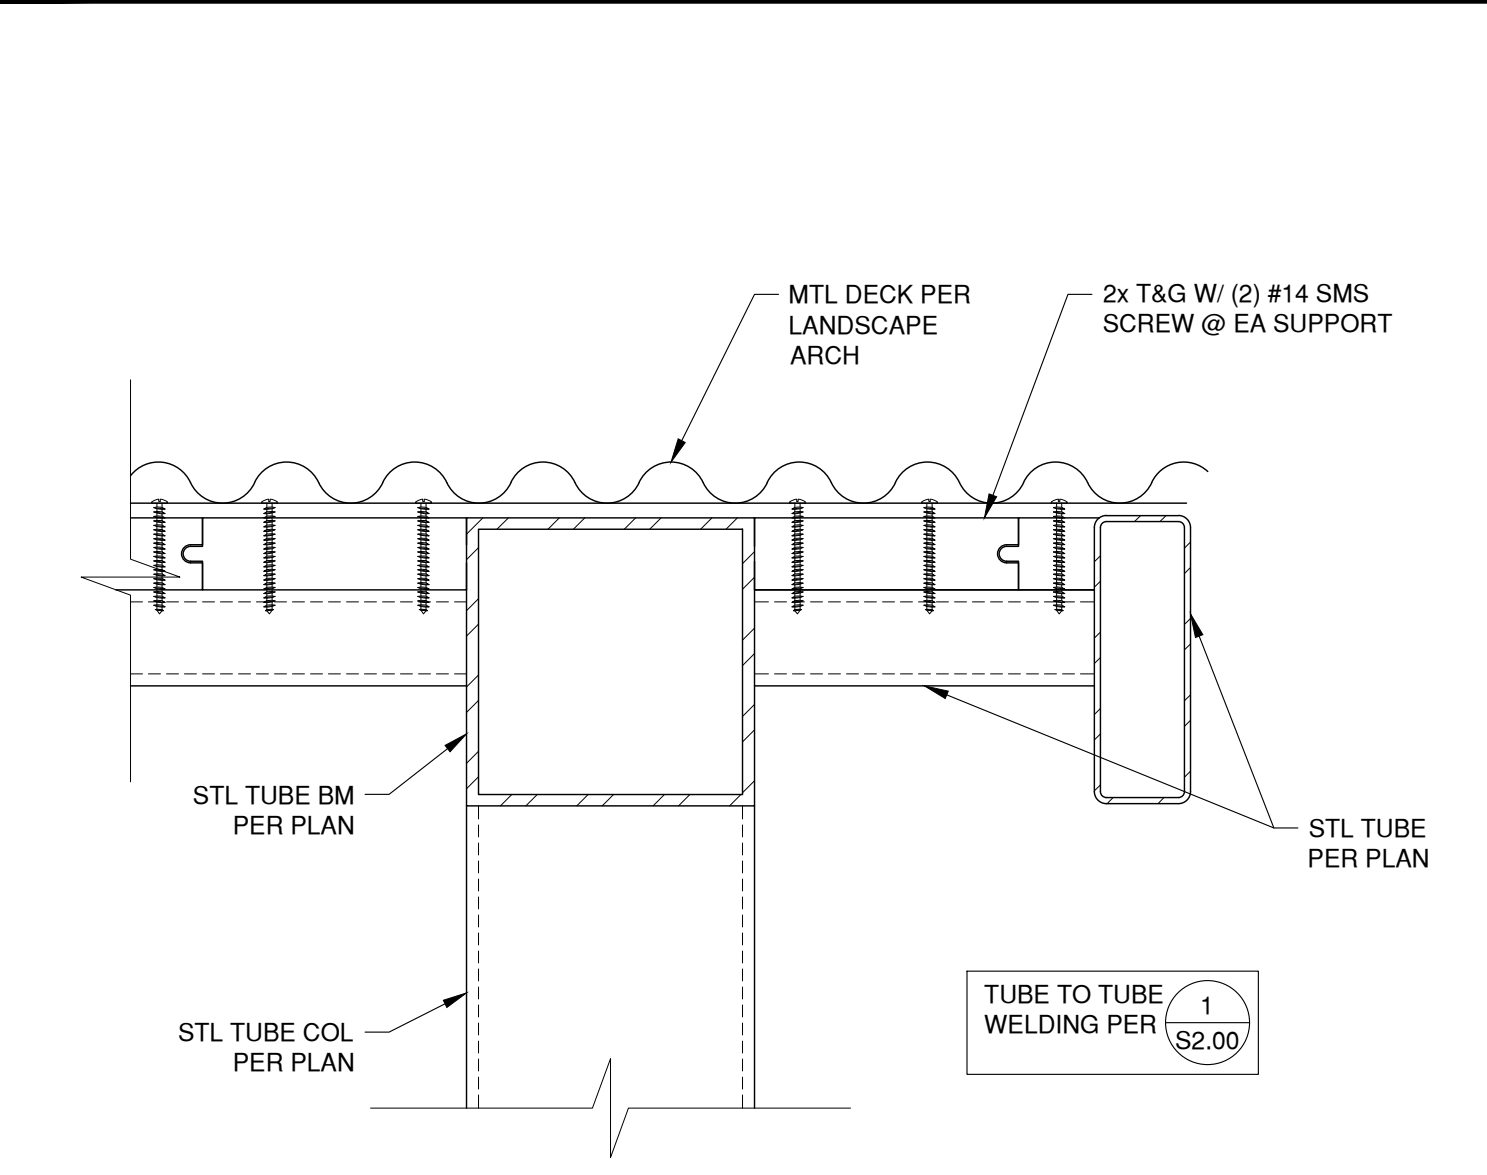 MTL DECK PER
LANDSCAPE
ARCH
2x T&G W/ (2) #14 SMS
SCREW @ EA SUPPORT
STL TUBE BM
PER PLAN
STL TUBE
PER PLAN
STL TUBE COL
PER PLAN
TUBE TO TUBE
WELDING PER
1
S2.00